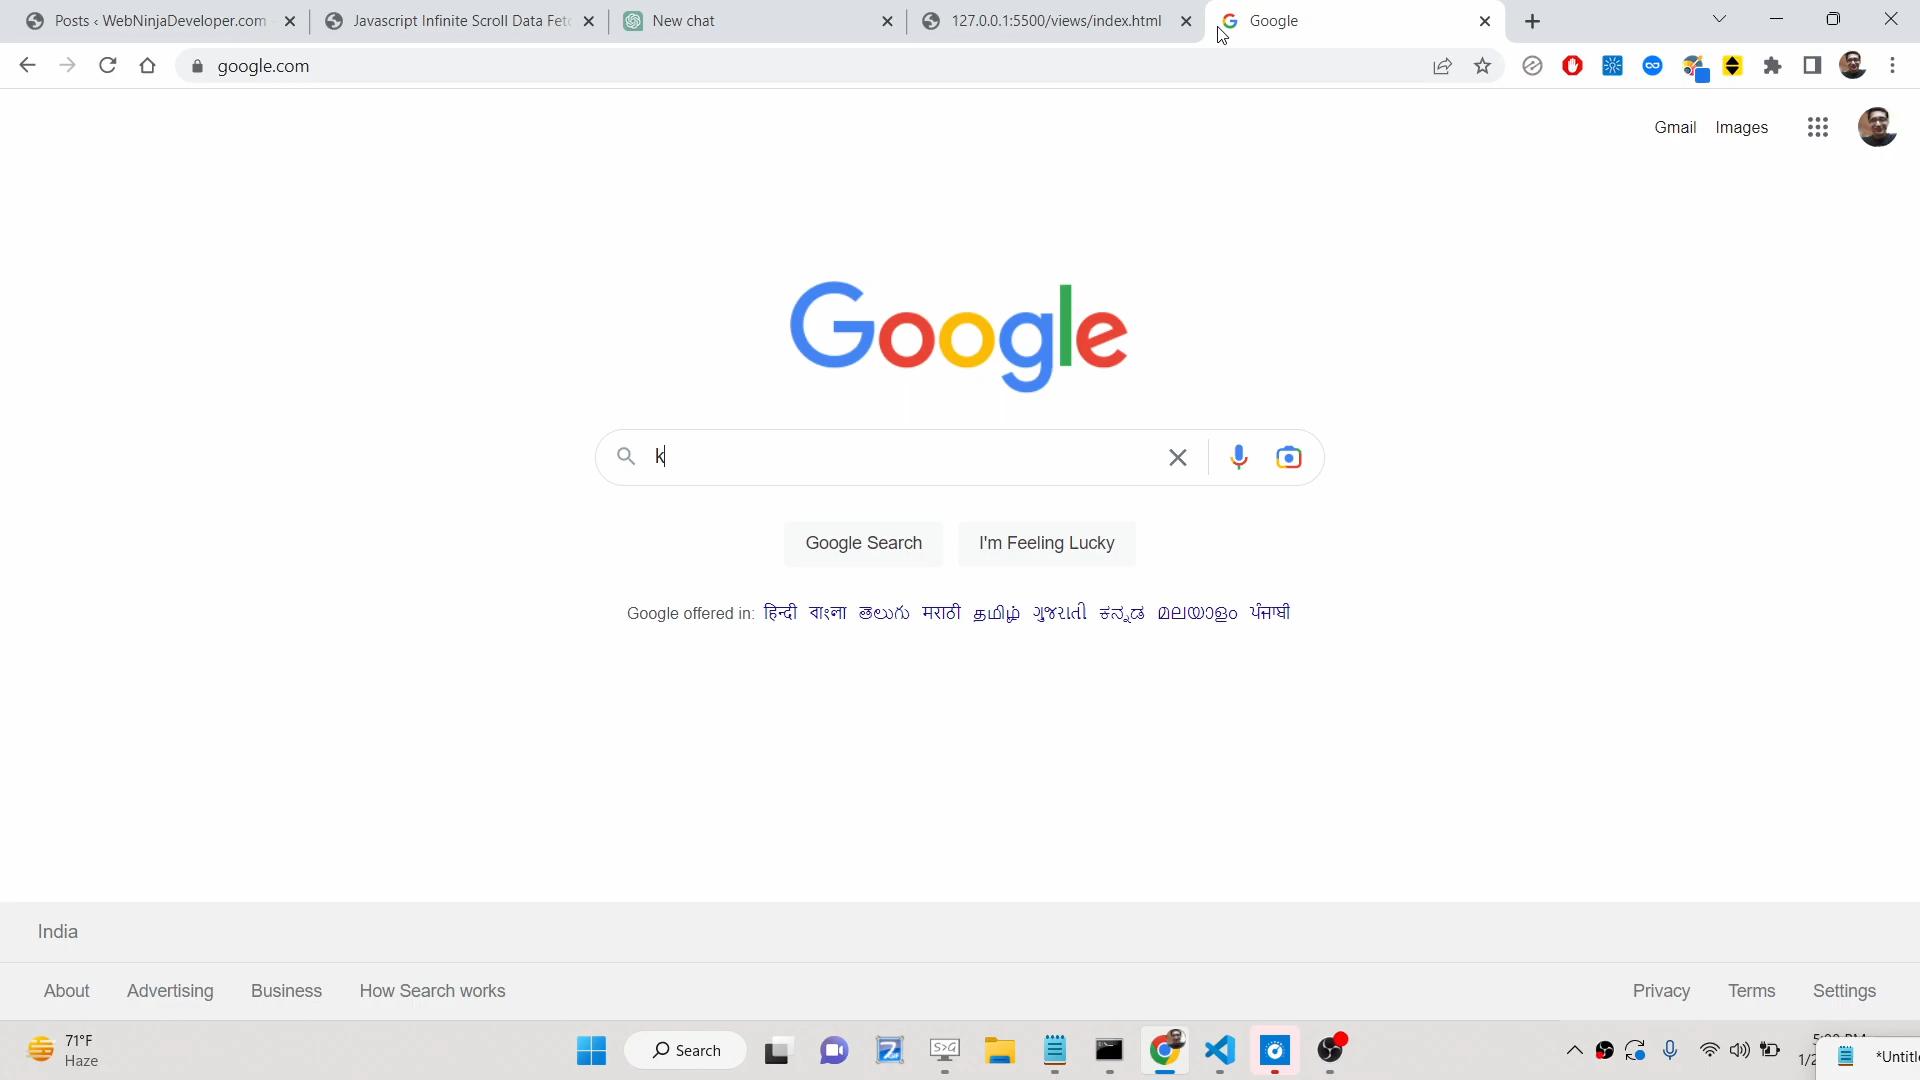 Posts ‹ WebNinjaDeveloper.com
Javascript Infinite Scroll Data Fetc
New chat
127.0.0.1:5500/views/index.html
Google
google.com
Gmail Images
Google
k
Google Search I'm Feeling Lucky
Google offered in: हिन्दी বাংলা తెలుగు मराठी தமிழ் ગુજરાતી ಕನ್ನಡ മലയാളം ਪੰਜਾਬੀ
India
About Advertising Business How Search works
Privacy Terms Settings
71°F
Haze
Search
*Untitle